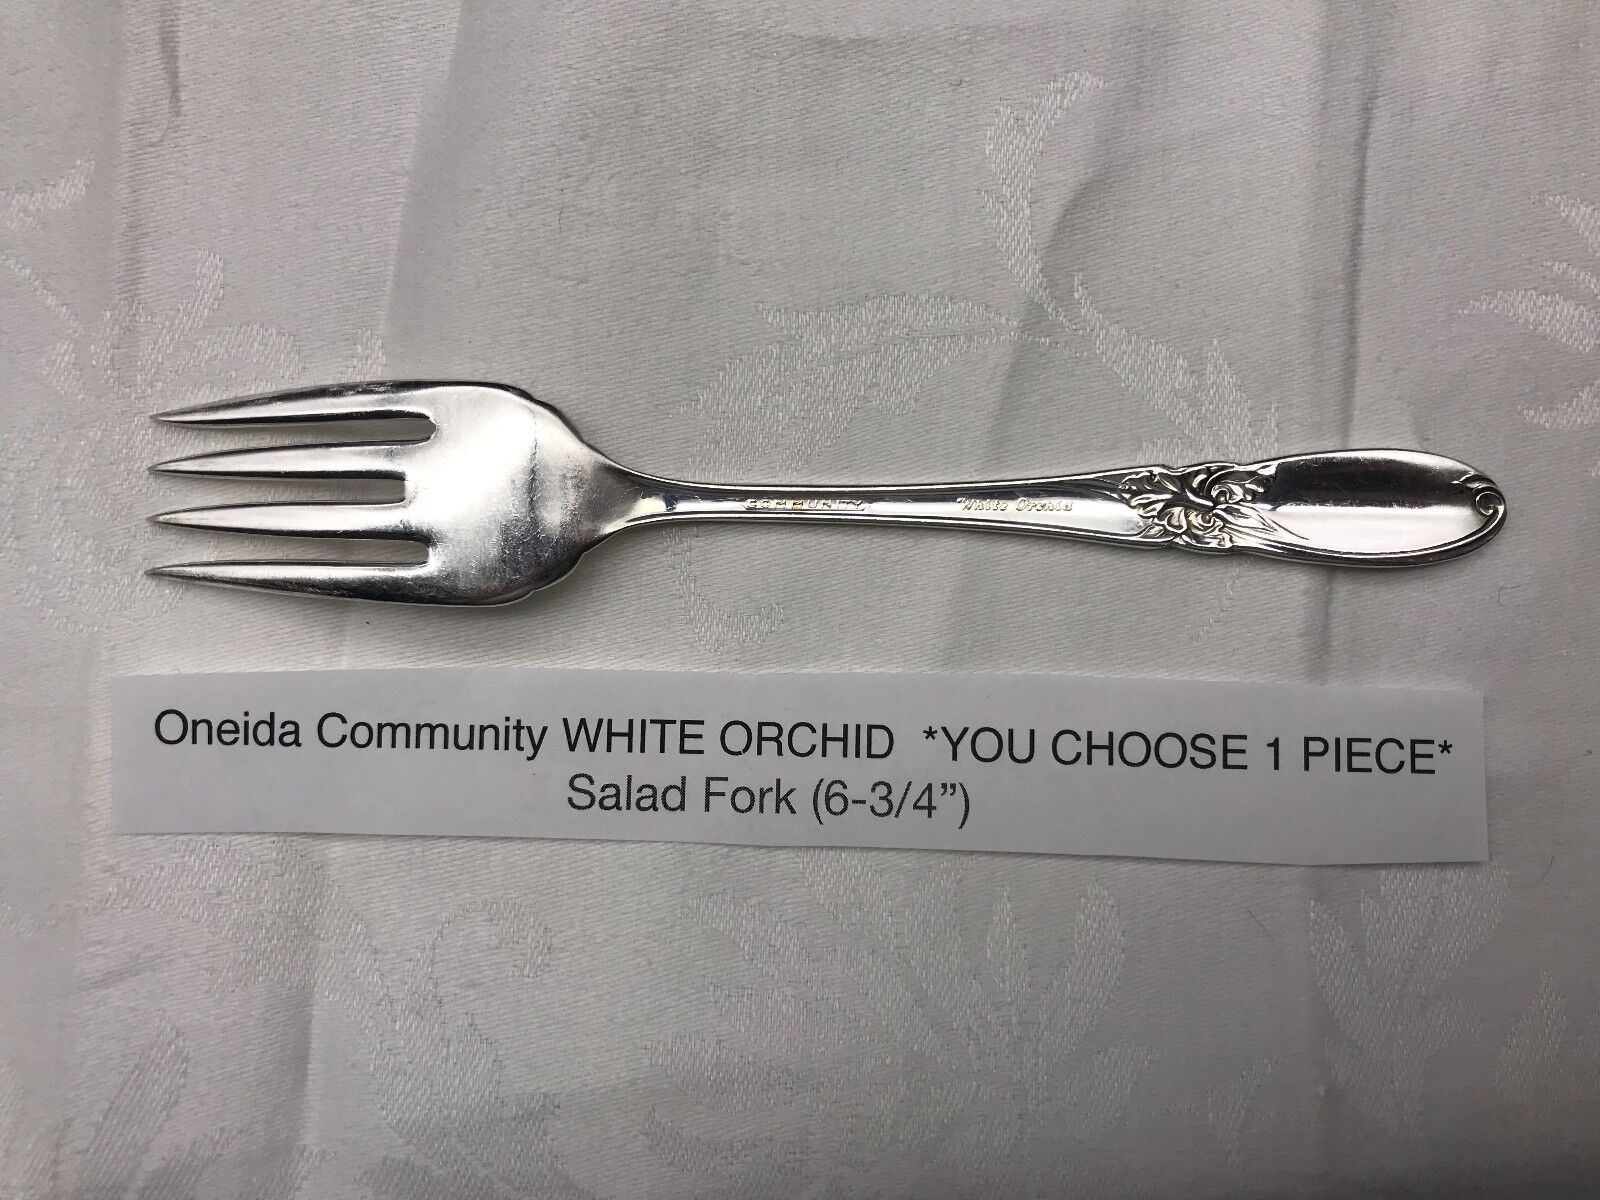 COMMUNITY, "White Orchid
Oneida Community WHITE ORCHID *YOU CHOOSE 1 PIECE*
Salad Fork (6-3/4”)